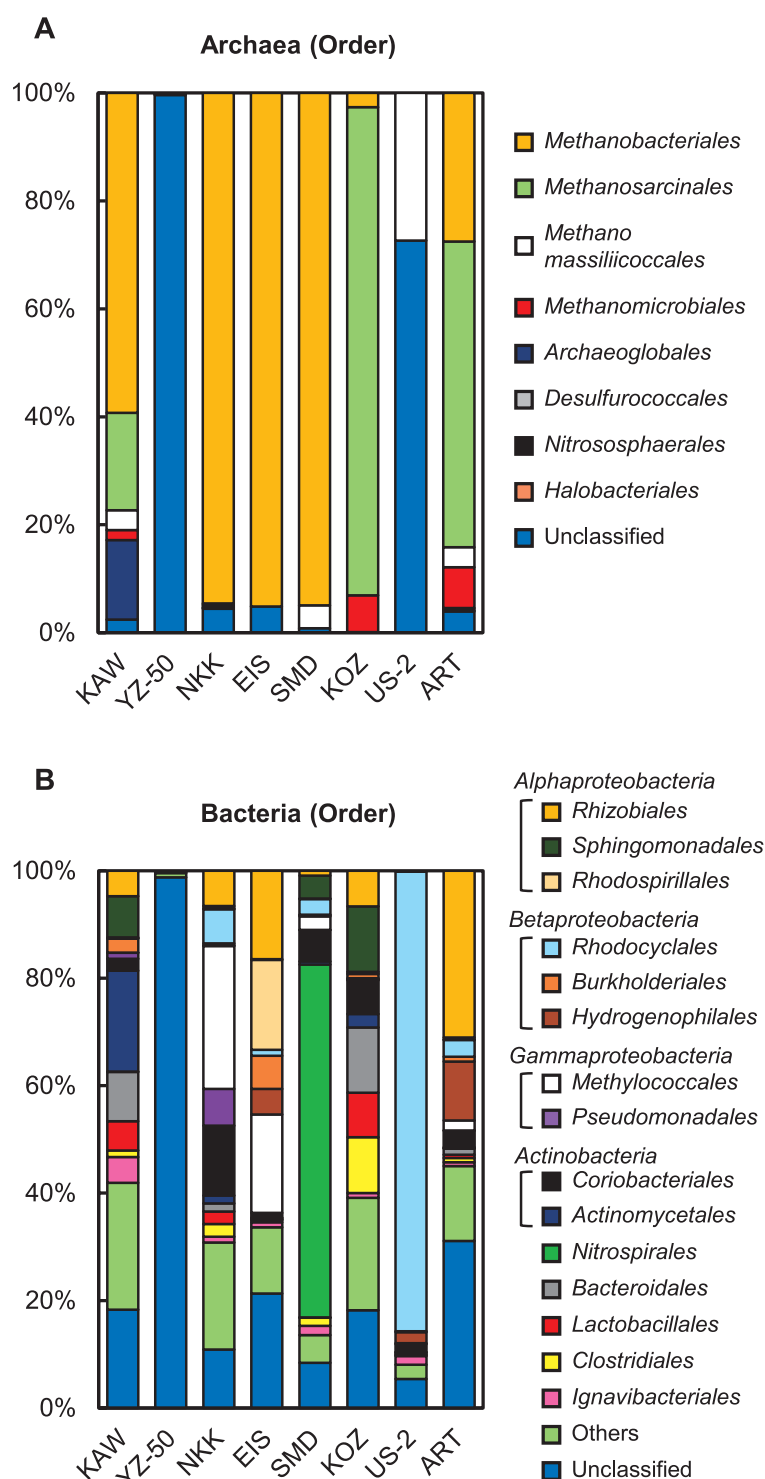 A
Archaea (Order)
100%
80%
60%
40%
20%
0%
KAW
YZ-50
NKK
EIS
SMD
KOZ
US-2
ART
Methanobacteriales
Methanosarcinales
Methano
massiliicoccales
Methanomicrobiales
Archaeoglobales
Desulfurococcales
Nitrososphaerales
Halobacteriales
Unclassified
B
Bacteria (Order)
100%
80%
60%
40%
20%
0%
KAW
YZ-50
NKK
EIS
SMD
KOZ
US-2
ART
Alphaproteobacteria
Rhizobiales
Sphingomonadales
Rhodospirillales
Betaproteobacteria
Rhodocyclales
Burkholderiales
Hydrogenophilales
Gammaproteobacteria
Methylococcales
Pseudomonadales
Actinobacteria
Coriobacteriales
Actinomycetales
Nitrospirales
Bacteroidales
Lactobacillales
Clostridiales
Ignavibacteriales
Others
Unclassified